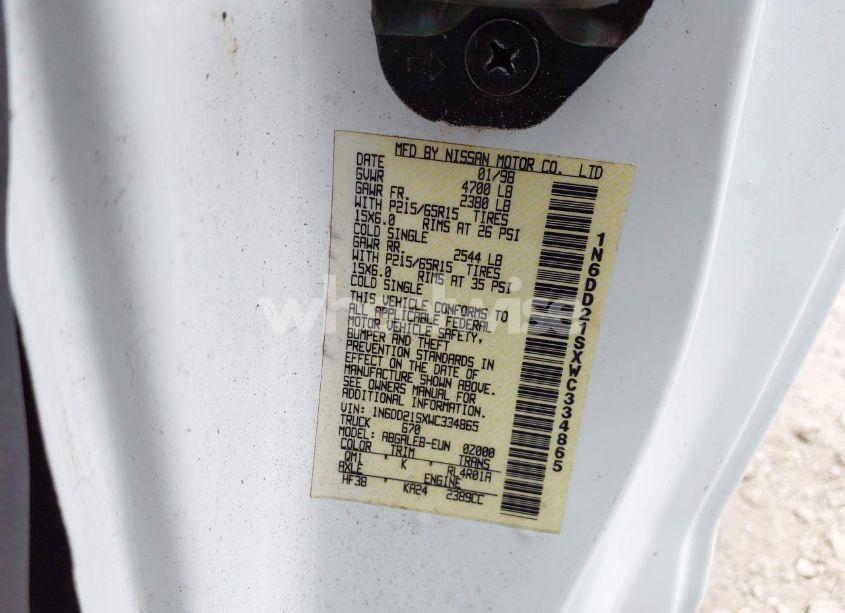 MFD BY NISSAN MOTOR CO. LTD
DATE 01/98
GVWR 4700 LB
GAWR FR. 2380 LB
WITH P215/65R15 TIRES
15X6.0 RIMS AT 26 PSI
COLD SINGLE
GAWR RR. 2544 LB
WITH P215/65R15 TIRES
15X6.0 RIMS AT 35 PSI
COLD SINGLE
THIS VEHICLE CONFORMS TO
ALL APPLICABLE FEDERAL
MOTOR VEHICLE SAFETY,
BUMPER AND THEFT
PREVENTION STANDARDS IN
EFFECT ON THE DATE OF
MANUFACTURE SHOWN ABOVE.
SEE OWNERS MANUAL FOR
ADDITIONAL INFORMATION.
VIN: 1N6DD21SXWC334865
TRUCK 670
MODEL: ABGALEB-EUN 0Z000
COLOR TRIM TRANS
QM1 , K , RL4R01A
AXLE ENGINE
HF38 KA24 2389CC
1N6DD21SXWC334865